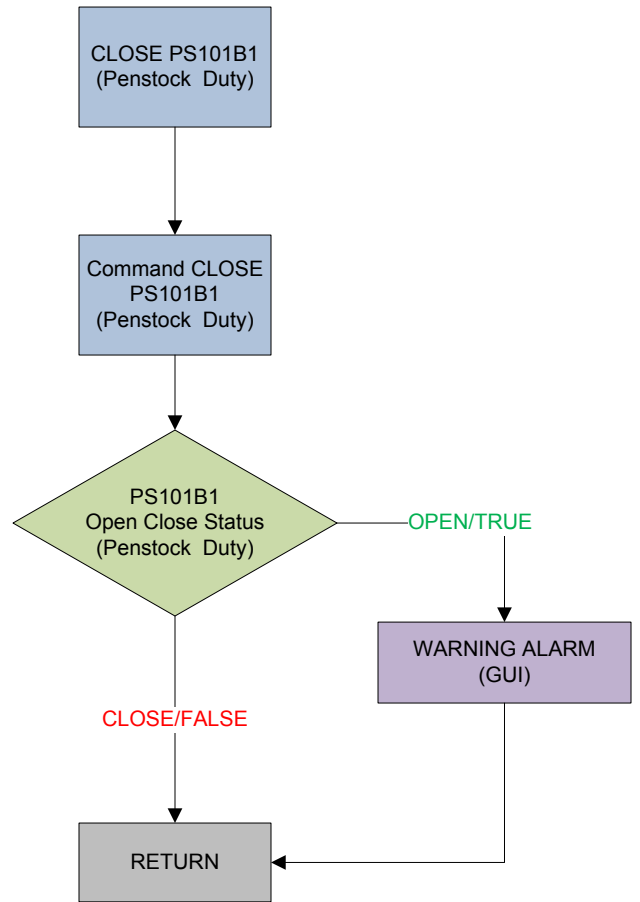 CLOSE PS101B1
(Penstock Duty)
Command CLOSE
PS101B1
(Penstock Duty)
PS101B1
Open Close Status
(Penstock Duty)
OPEN/TRUE
WARNING ALARM
(GUI)
CLOSE/FALSE
RETURN